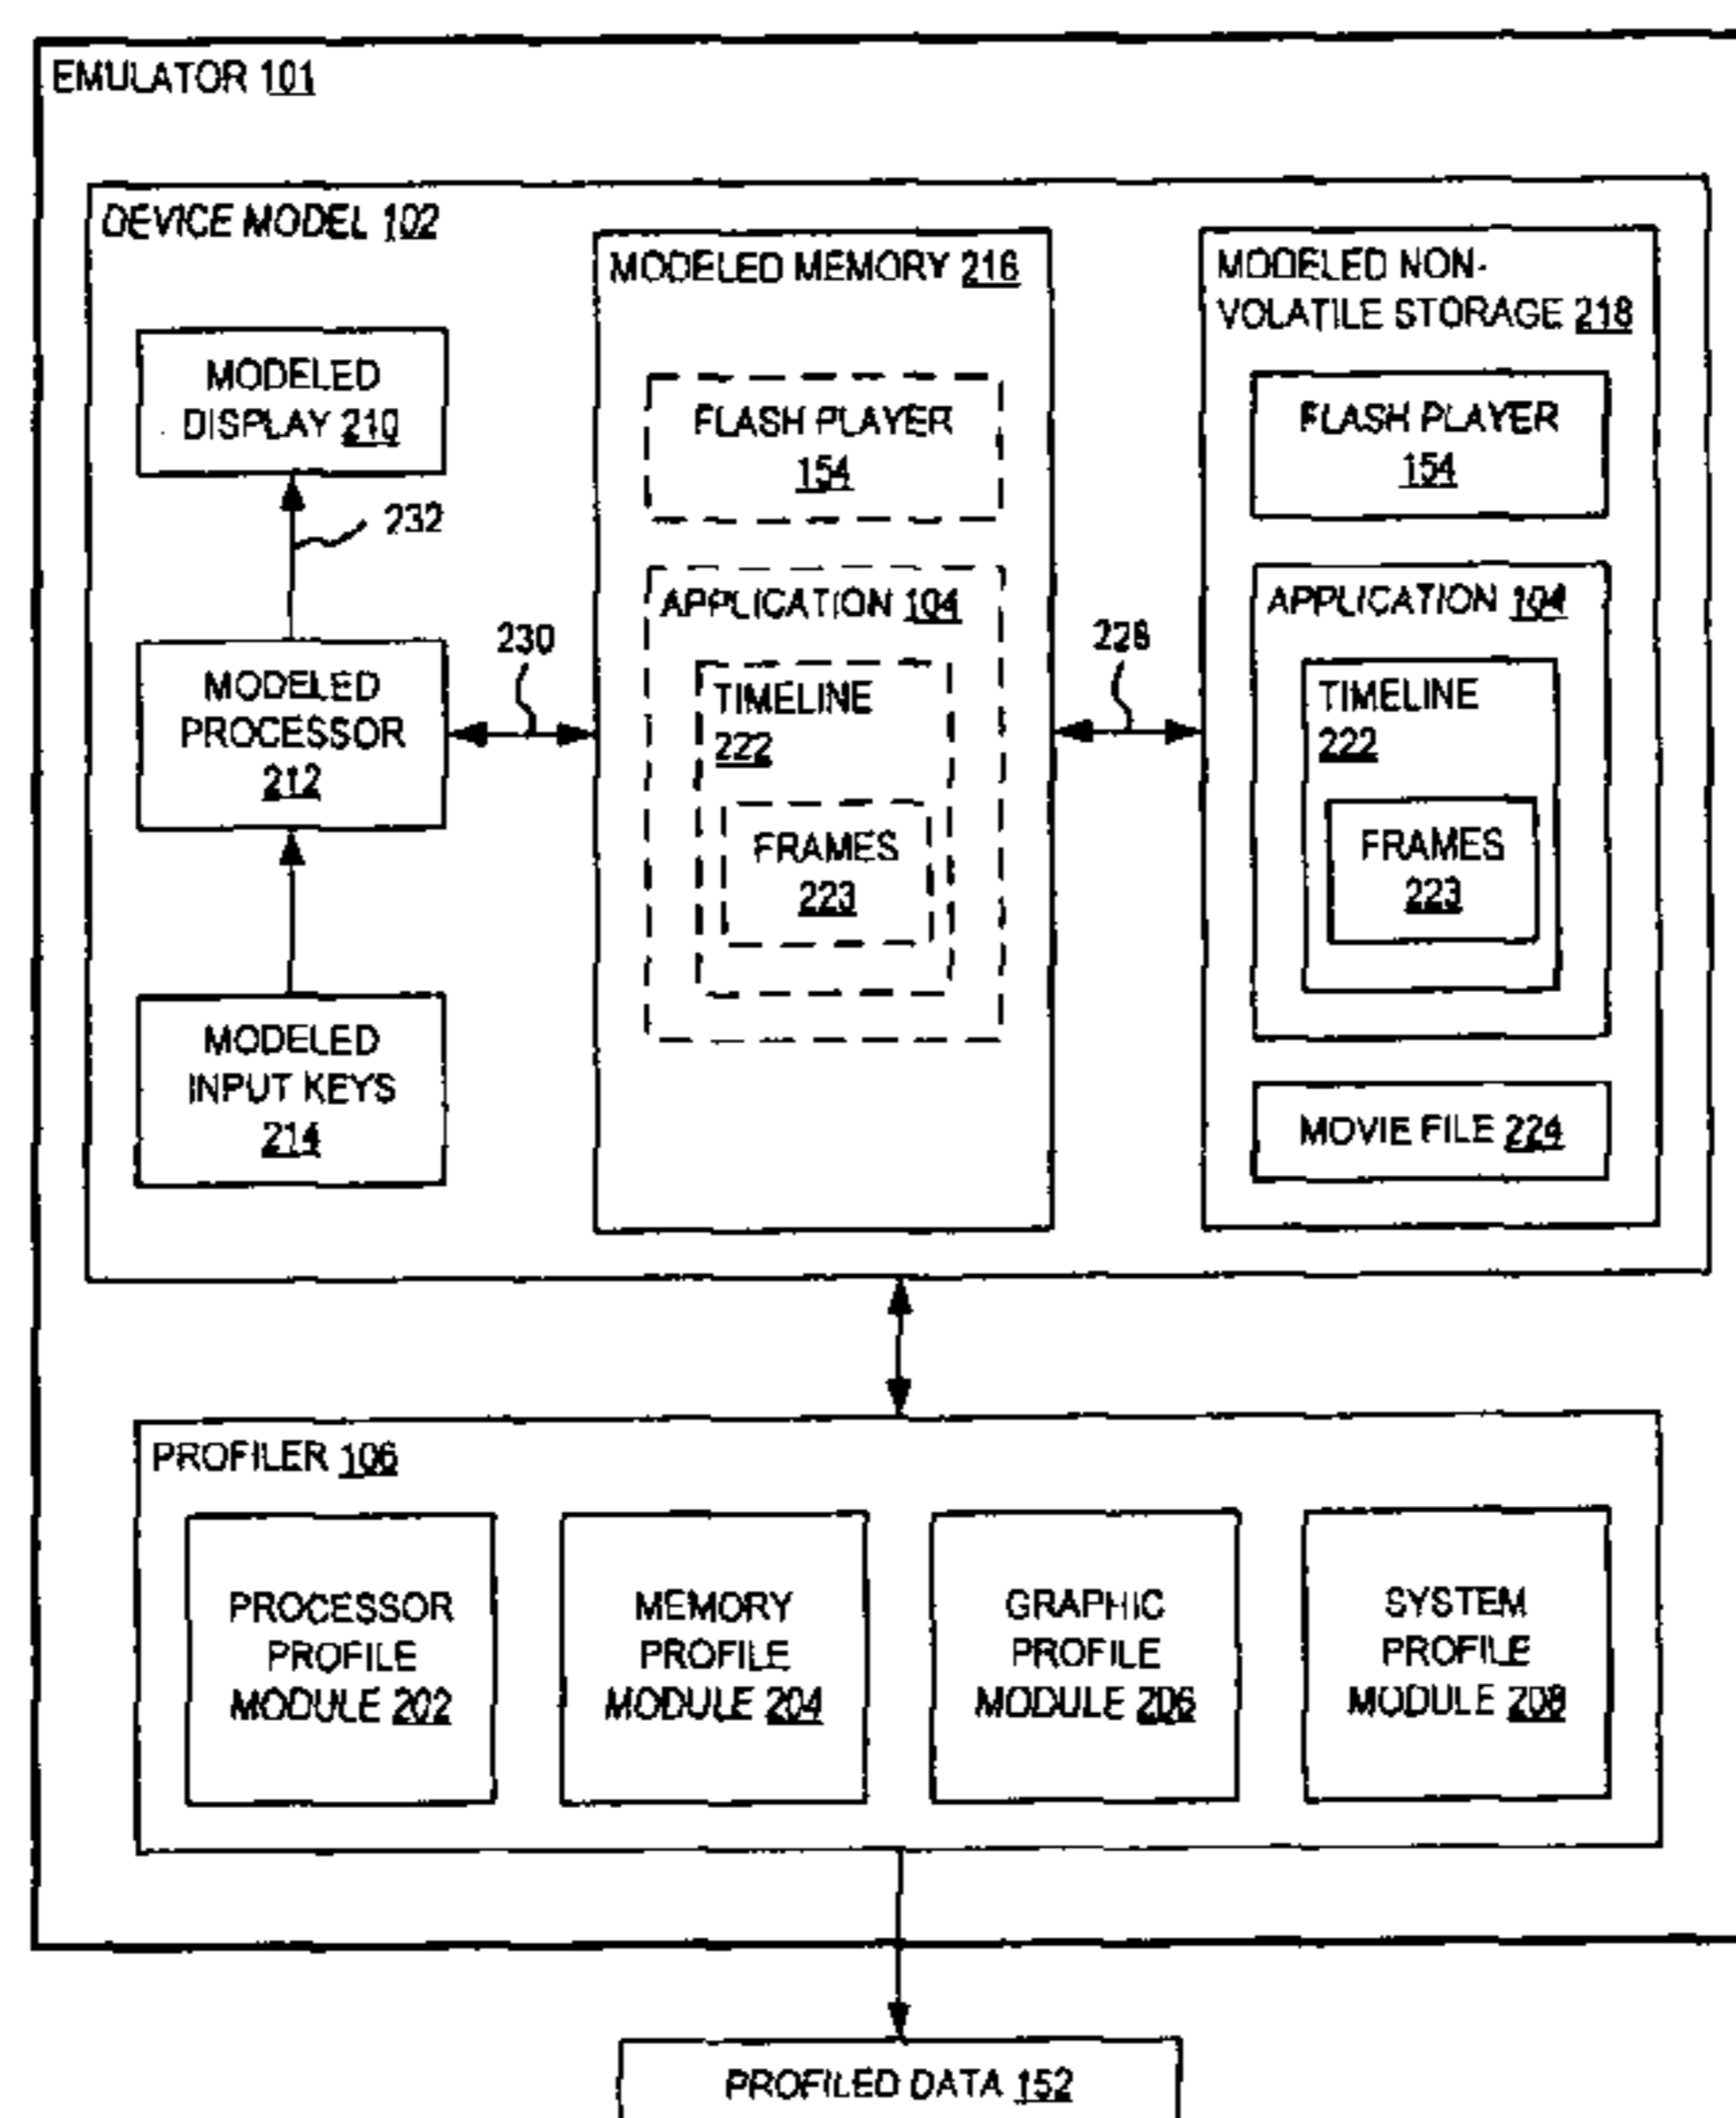 EMULATOR 101
DEVICE MODEL 102
MODELED
DISPLAY 210
232
MODELED
PROCESSOR
212
MODELED
INPUT KEYS
214
230
MODELED MEMORY 216
FLASH PLAYER
154
APPLICATION 104
TIMELINE
222
FRAMES
223
228
MODELED NON-
VOLATILE STORAGE 218
FLASH PLAYER
154
APPLICATION 104
TIMELINE
222
FRAMES
223
MOVIE FILE 224
PROFILER 106
PROCESSOR
PROFILE
MODULE 202
MEMORY
PROFILE
MODULE 204
GRAPHIC
PROFILE
MODULE 206
SYSTEM
PROFILE
MODULE 208
PROFILED DATA 152